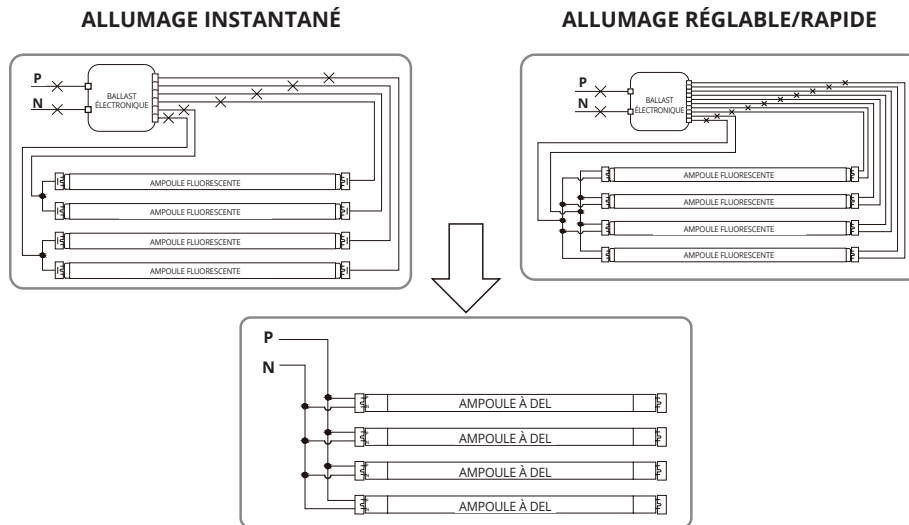 ALLUMAGE INSTANTANÉ
P
N
BALLAST
ÉLECTRONIQUE
AMPOULE FLUORESCENTE
AMPOULE FLUORESCENTE
AMPOULE FLUORESCENTE
AMPOULE FLUORESCENTE
ALLUMAGE RÉGLABLE/RAPIDE
P
N
BALLAST
ÉLECTRONIQUE
AMPOULE FLUORESCENTE
AMPOULE FLUORESCENTE
AMPOULE FLUORESCENTE
AMPOULE FLUORESCENTE
P
N
AMPOULE À DEL
AMPOULE À DEL
AMPOULE À DEL
AMPOULE À DEL